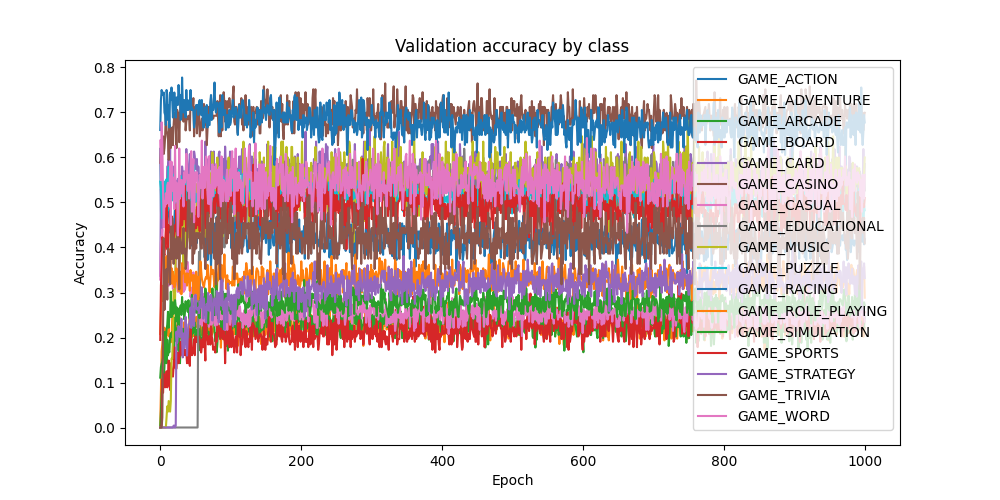 Validation accuracy by class
Accuracy
0.8
0.7
0.6
0.5
0.4
0.3
0.2
0.1
0.0
GAME_ACTION
GAME_ADVENTURE
GAME_ARCADE
GAME_BOARD
GAME_CARD
GAME_CASINO
GAME_CASUAL
GAME_EDUCATIONAL
GAME_MUSIC
GAME_PUZZLE
GAME_RACING
GAME_ROLE_PLAYING
GAME_SIMULATION
GAME_SPORTS
GAME_STRATEGY
GAME_TRIVIA
GAME_WORD
0 200 400 600 800 1000
Epoch